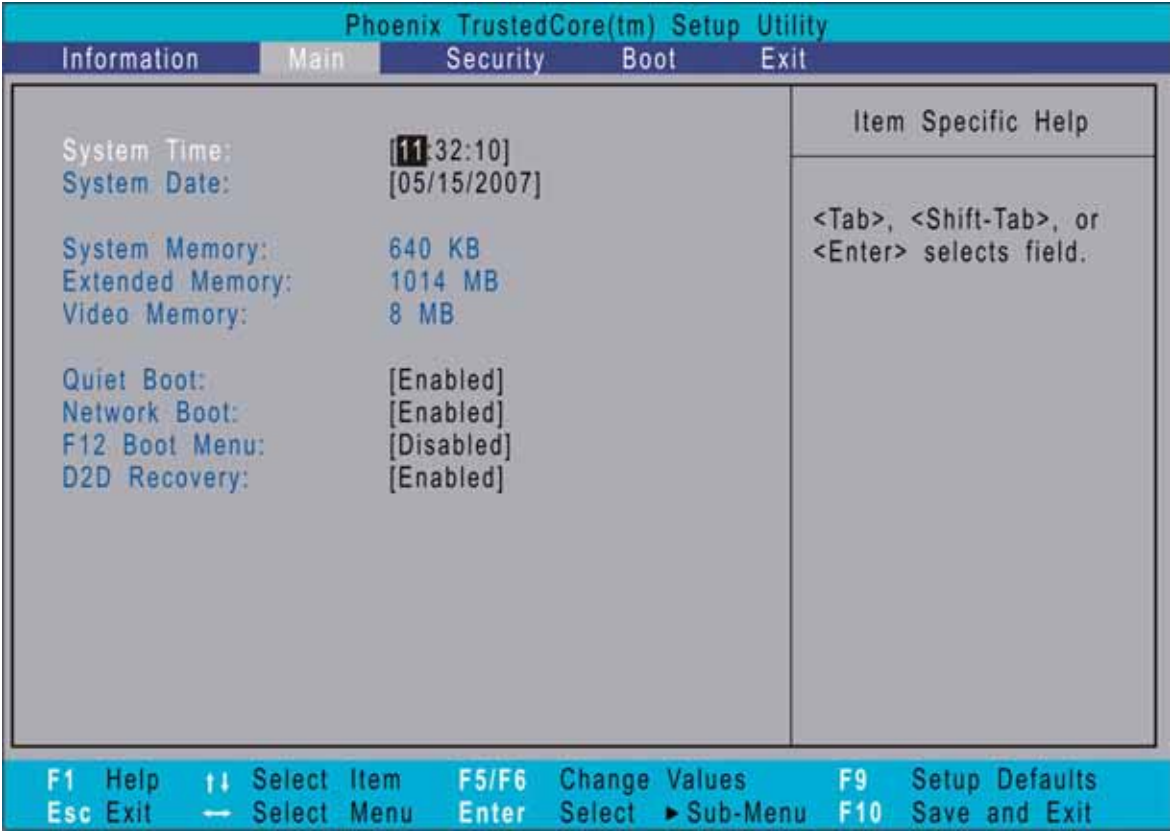 Phoenix TrustedCore(tm) Setup Utility
Information Main Security Boot Exit
Item Specific Help
System Time: [11:32:10]
System Date: [05/15/2007]
<Tab>, <Shift-Tab>, or
<Enter> selects field.
System Memory: 640 KB
Extended Memory: 1014 MB
Video Memory: 8 MB
Quiet Boot: [Enabled]
Network Boot: [Enabled]
F12 Boot Menu: [Disabled]
D2D Recovery: [Enabled]
F1 Help ↑↓ Select Item F5/F6 Change Values F9 Setup Defaults
Esc Exit ↔ Select Menu Enter Select ►Sub-Menu F10 Save and Exit